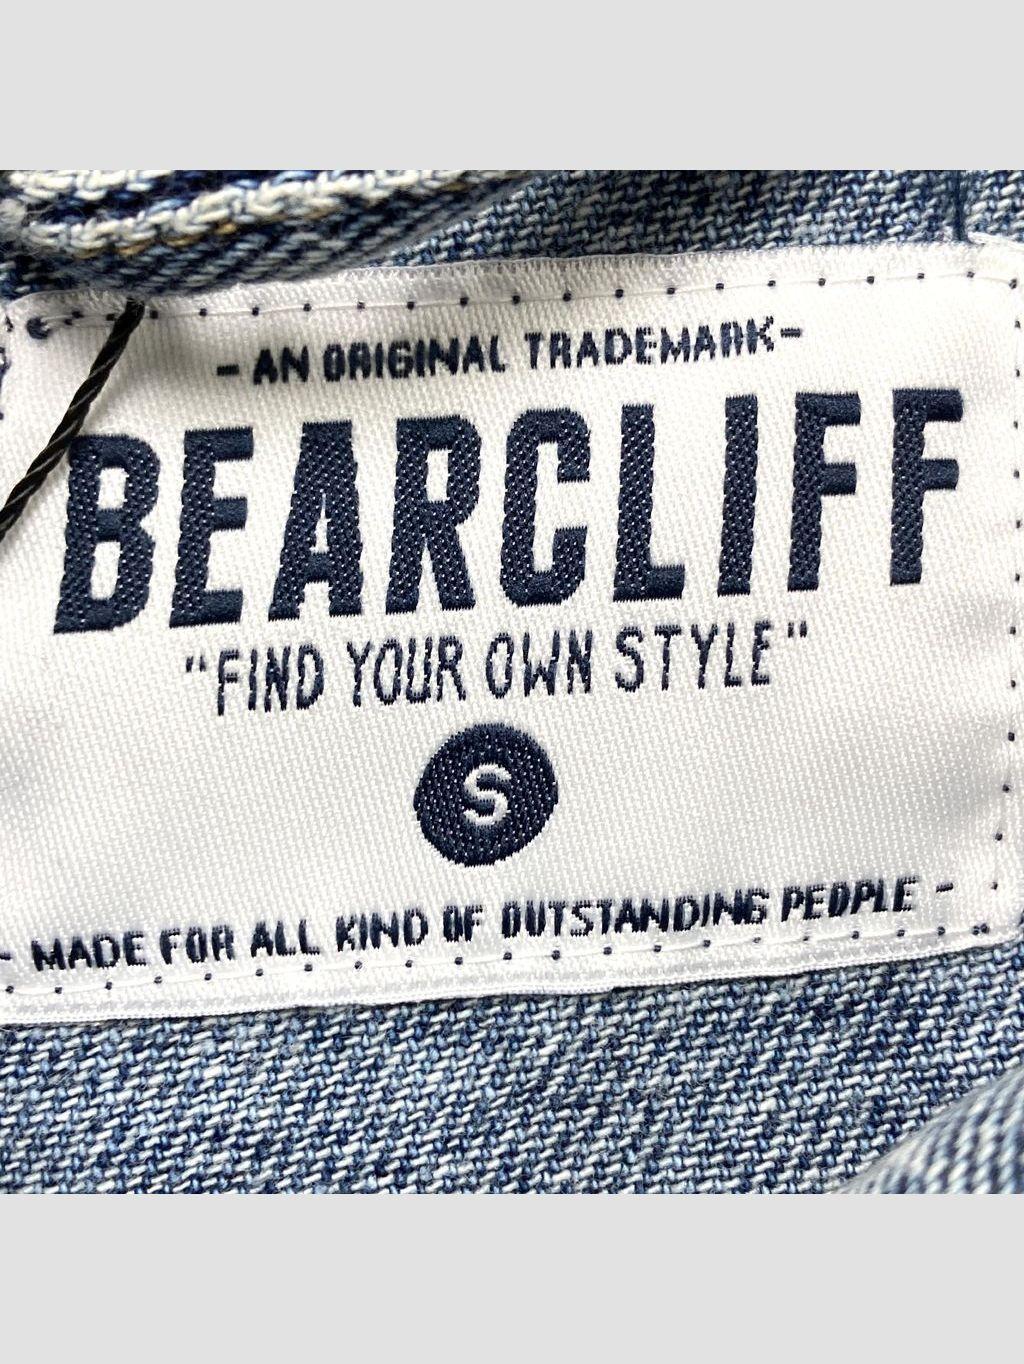 - AN ORIGINAL TRADEMARK -
BEARCLIFF
"FIND YOUR OWN STYLE"
S
- MADE FOR ALL KIND OF OUTSTANDING PEOPLE -